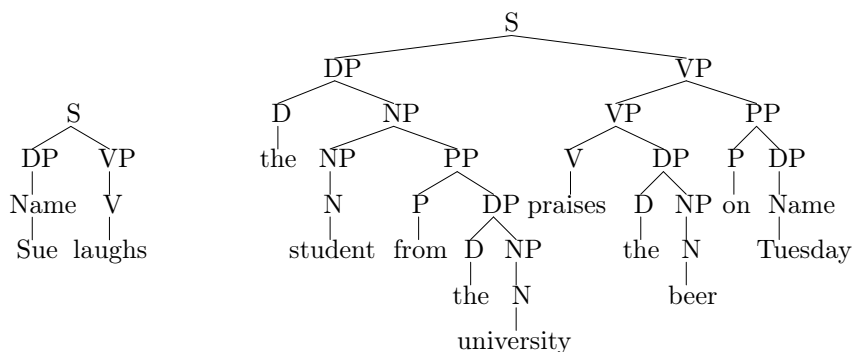 S
DP VP
S D NP VP PP
DP VP the NP PP V DP P DP
Name V N P DP praises D NP on Name
Sue laughs student from D NP the N Tuesday
the N beer
university